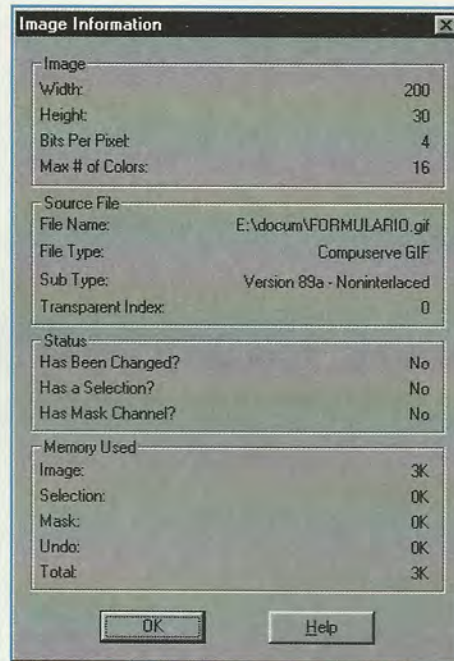 Image Information
Image
Width: 200
Height: 30
Bits Per Pixel: 4
Max # of Colors: 16
Source File
File Name: E:\docum\FORMULARIO.gif
File Type: Compuserve GIF
Sub Type: Version 89a - Noninterlaced
Transparent Index: 0
Status
Has Been Changed? No
Has a Selection? No
Has Mask Channel? No
Memory Used
Image: 3K
Selection: 0K
Mask: 0K
Undo: 0K
Total: 3K
OK Help